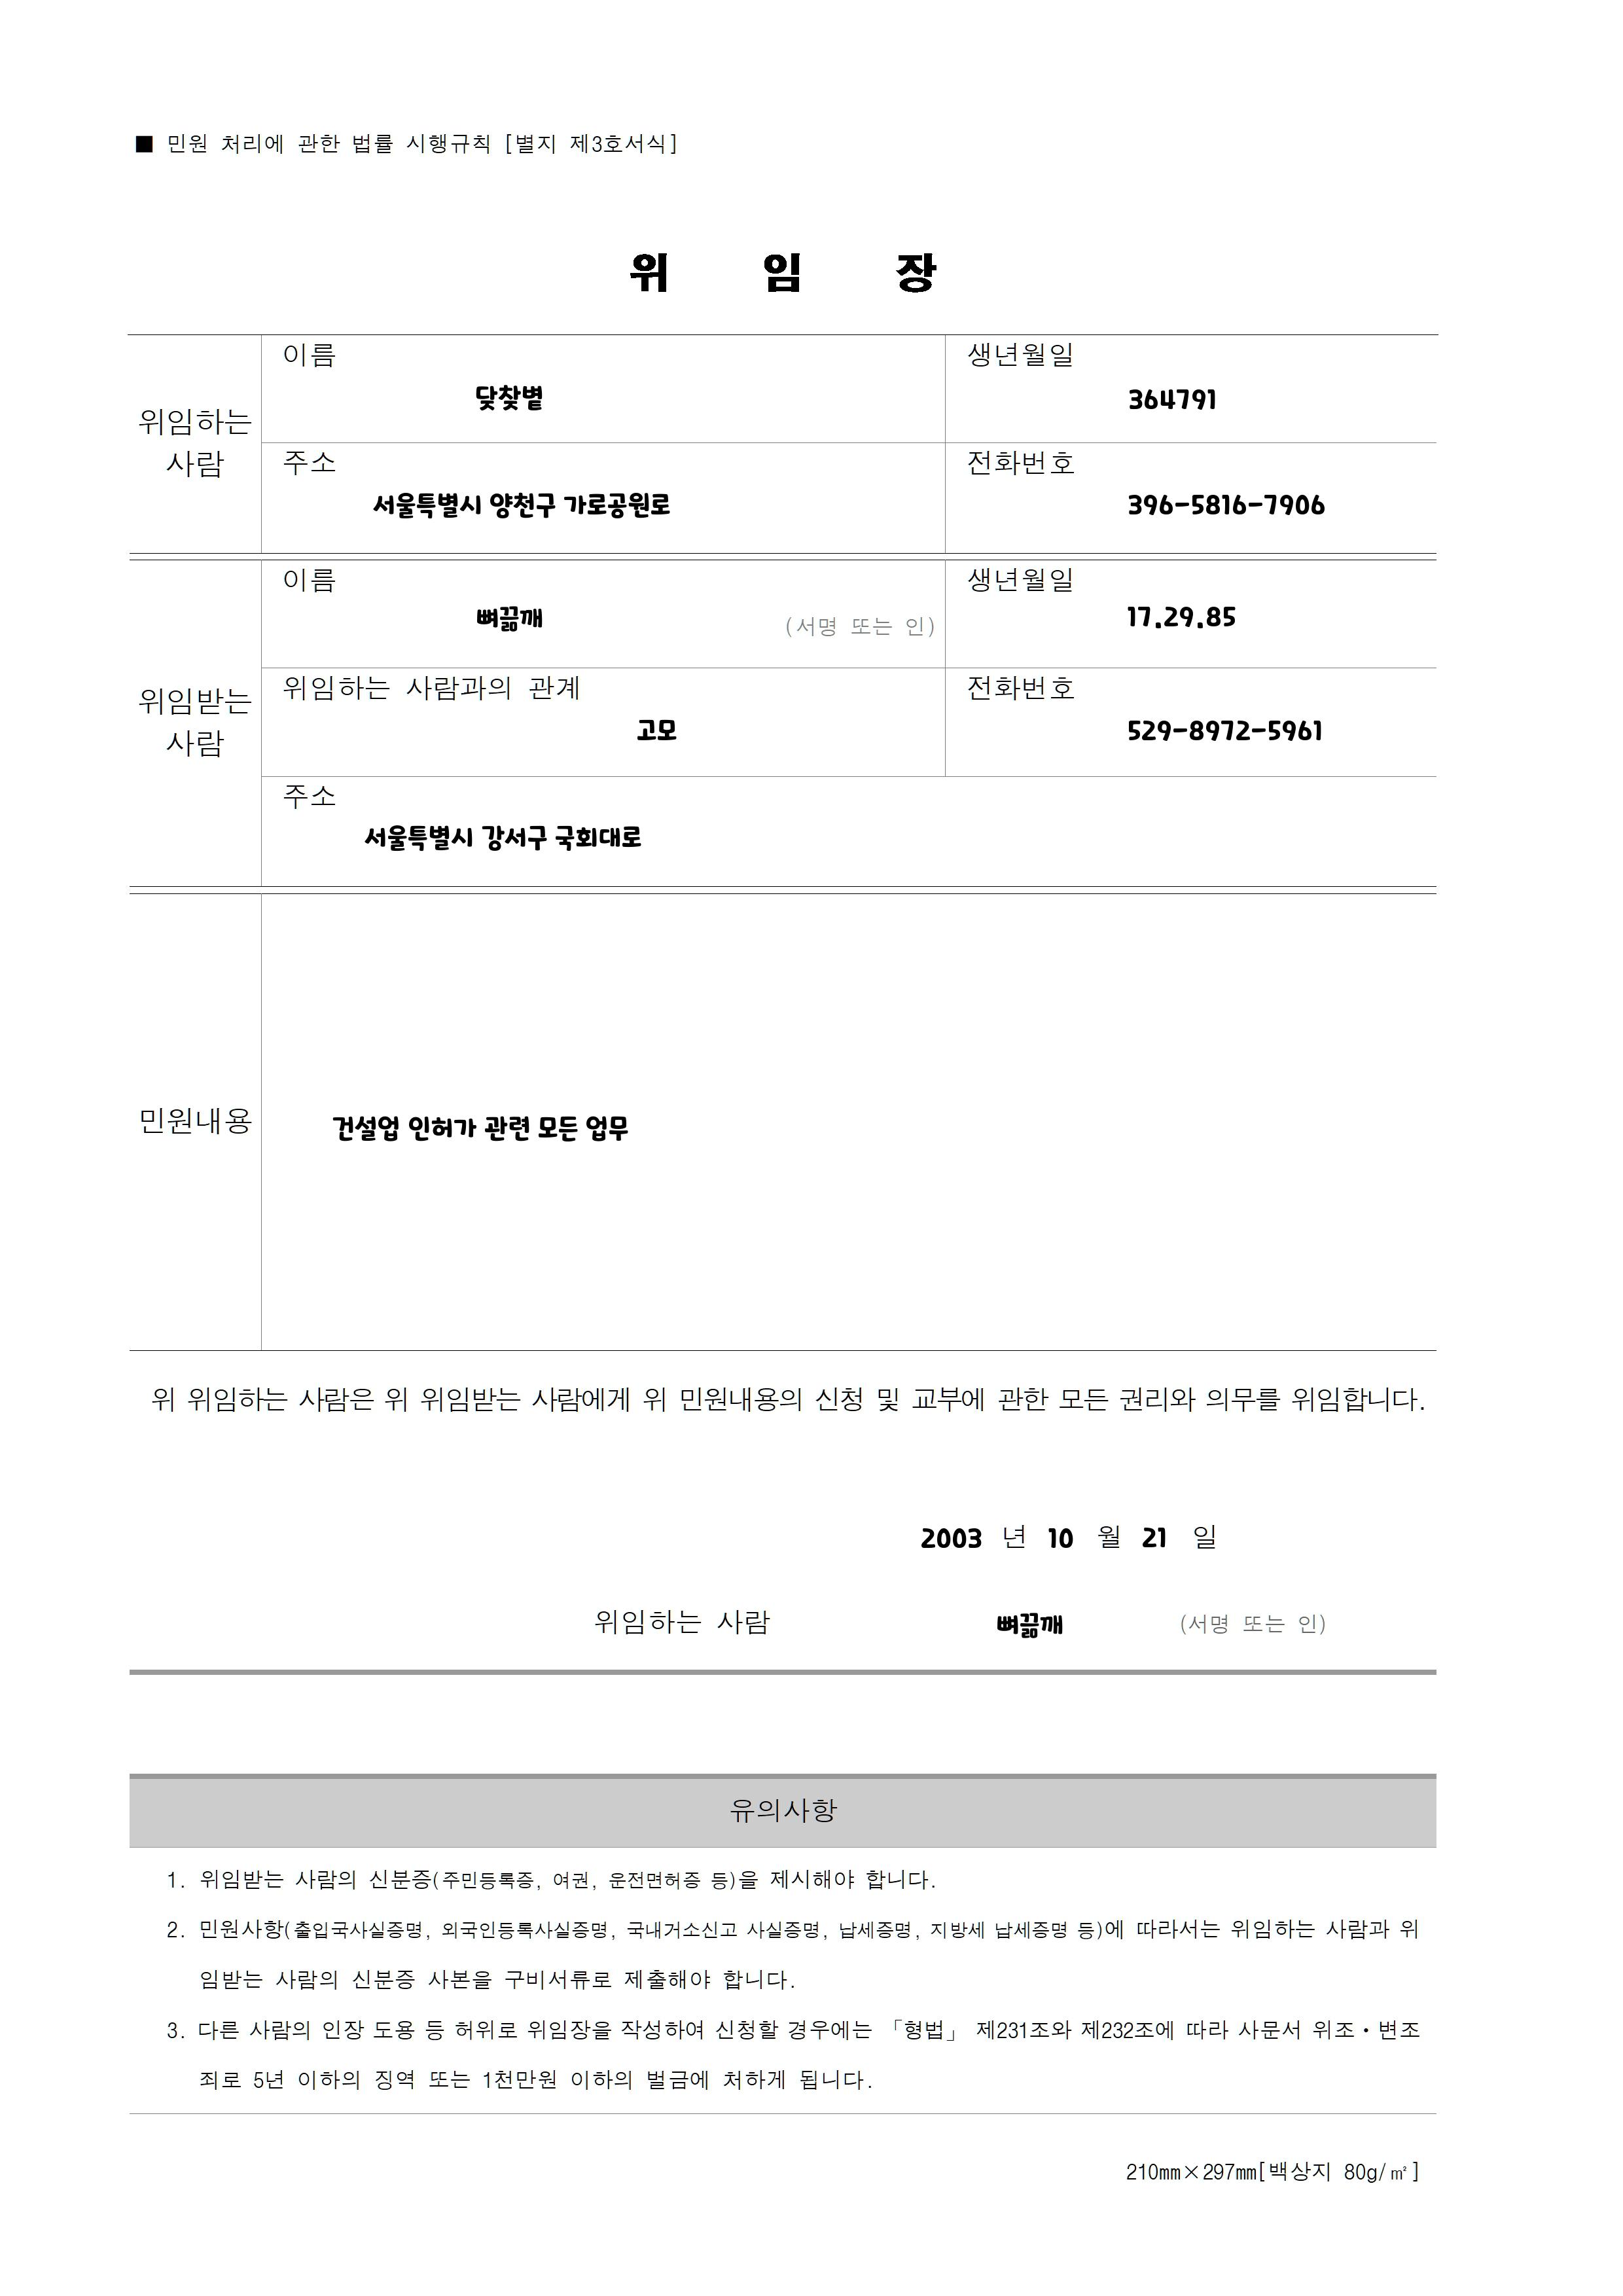 ■ 민원 처리에 관한 법률 시행규칙 [별지 제3호서식]
위 임 장
위임하는 사람
이름
닺찾볕
생년월일
364791
주소
서울특별시 양천구 가로공원로
전화번호
396-5816-7906
위임받는 사람
이름
뼈끎깨
(서명 또는 인)
생년월일
17.29.85
위임하는 사람과의 관계
고모
전화번호
529-8972-5961
주소
서울특별시 강서구 국회대로
민원내용
건설업 인허가 관련 모든 업무
위 위임하는 사람은 위 위임받는 사람에게 위 민원내용의 신청 및 교부에 관한 모든 권리와 의무를 위임합니다.
2003 년 10 월 21 일
위임하는 사람 뼈끎깨 (서명 또는 인)
유의사항
1. 위임받는 사람의 신분증(주민등록증, 여권, 운전면허증 등)을 제시해야 합니다.
2. 민원사항(출입국사실증명, 외국인등록사실증명, 국내거소신고 사실증명, 납세증명, 지방세 납세증명 등)에 따라서는 위임하는 사람과 위
임받는 사람의 신분증 사본을 구비서류로 제출해야 합니다.
3. 다른 사람의 인장 도용 등 허위로 위임장을 작성하여 신청할 경우에는 「형법」 제231조와 제232조에 따라 사문서 위조·변조
죄로 5년 이하의 징역 또는 1천만원 이하의 벌금에 처하게 됩니다.
210㎜×297㎜[백상지 80g/㎡]